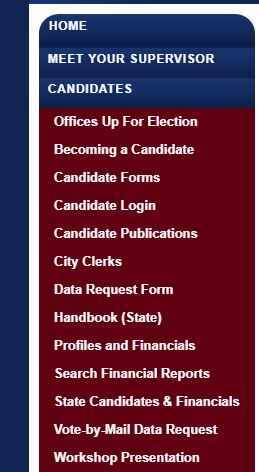 HOME
MEET YOUR SUPERVISOR
CANDIDATES
Offices Up For Election
Becoming a Candidate
Candidate Forms
Candidate Login
Candidate Publications
City Clerks
Data Request Form
Handbook (State)
Profiles and Financials
Search Financial Reports
State Candidates & Financials
Vote-by-Mail Data Request
Workshop Presentation